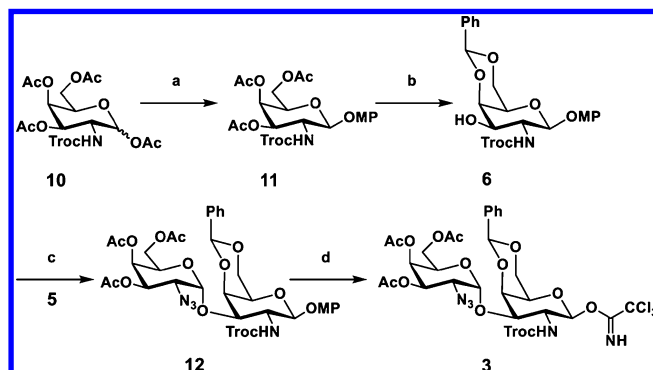 AcO OAc
a
AcO OAc
b
Ph
O
O
O
AcO
TrocHN
OAc
AcO
TrocHN
O
OMP
HO
TrocHN
O
OMP
10
11
6
c
5
AcO OAc
O
AcO
N3
O
Ph
O
O
O
TrocHN
OMP
d
AcO OAc
O
AcO
N3
O
Ph
O
O
O
TrocHN
O
CCl3
NH
12
3